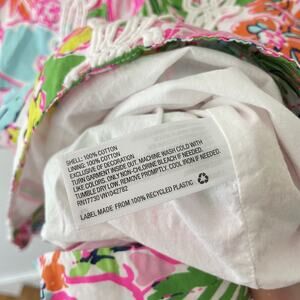 SHELL: 100% COTTON
LINING: 100% COTTON
EXCLUSIVE OF DECORATION
TURN GARMENT INSIDE OUT. MACHINE WASH COLD WITH
LIKE COLORS. ONLY NON-CHLORINE BLEACH IF NEEDED.
TUMBLE DRY LOW. REMOVE PROMPTLY. COOL IRON IF NEEDED.
RN17730 VN1042762
LABEL MADE FROM 100% RECYCLED PLASTIC